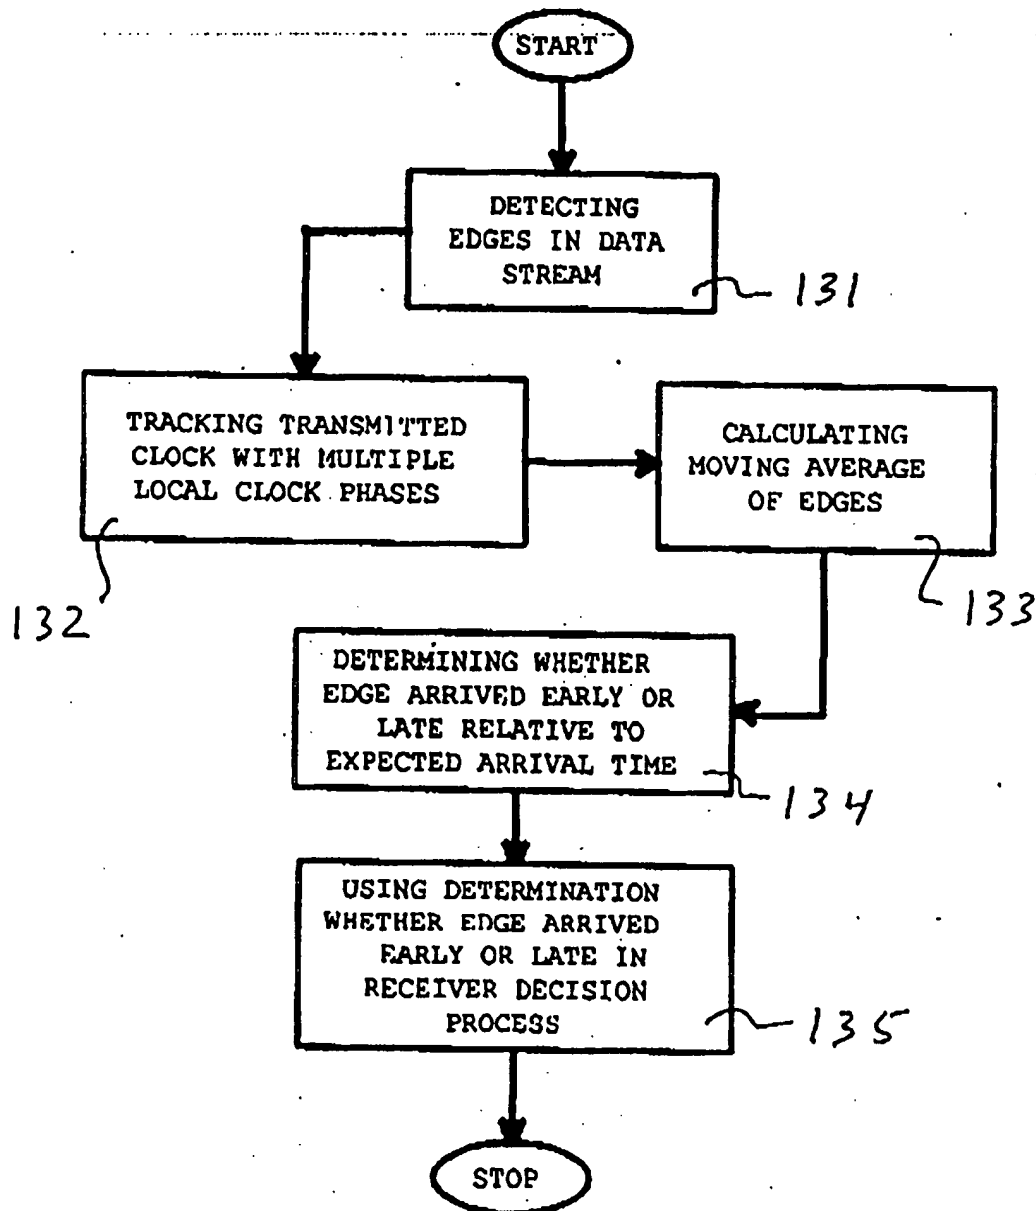 START
DETECTING
EDGES IN DATA
STREAM
131
TRACKING TRANSMITTED
CLOCK WITH MULTIPLE
LOCAL CLOCK PHASES
132
CALCULATING
MOVING AVERAGE
OF EDGES
133
DETERMINING WHETHER
EDGE ARRIVED EARLY OR
LATE RELATIVE TO
EXPECTED ARRIVAL TIME
134
USING DETERMINATION
WHETHER EDGE ARRIVED
EARLY OR LATE IN
RECEIVER DECISION
PROCESS
135
STOP